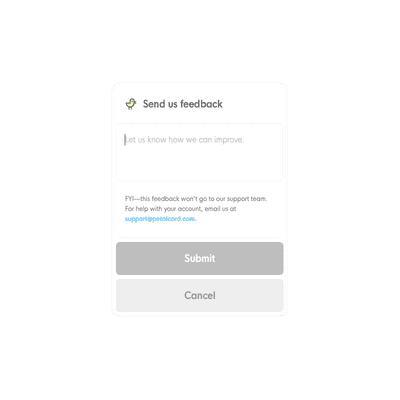 Send us feedback
Let us know how we can improve.
FYI—this feedback won't go to our support team.
For help with your account, email us at
support@petalcard.com.
Submit
Cancel